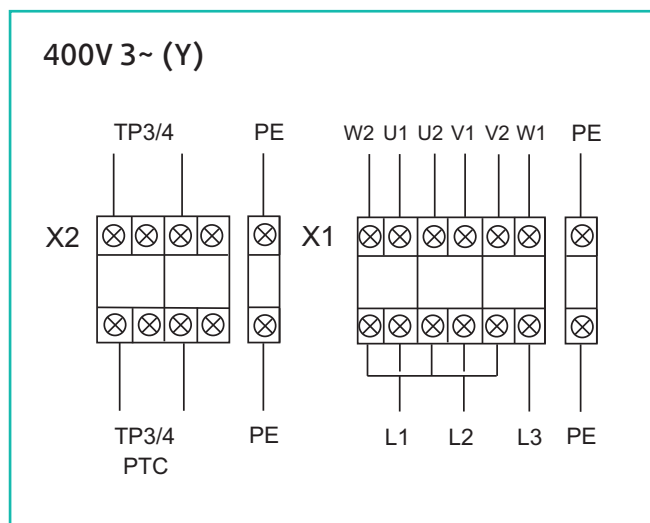 400V 3~ (Y)
TP3/4 PE W2 U1 U2 V1 V2 W1 PE
X2 X1
TP3/4 PE L1 L2 L3 PE
PTC